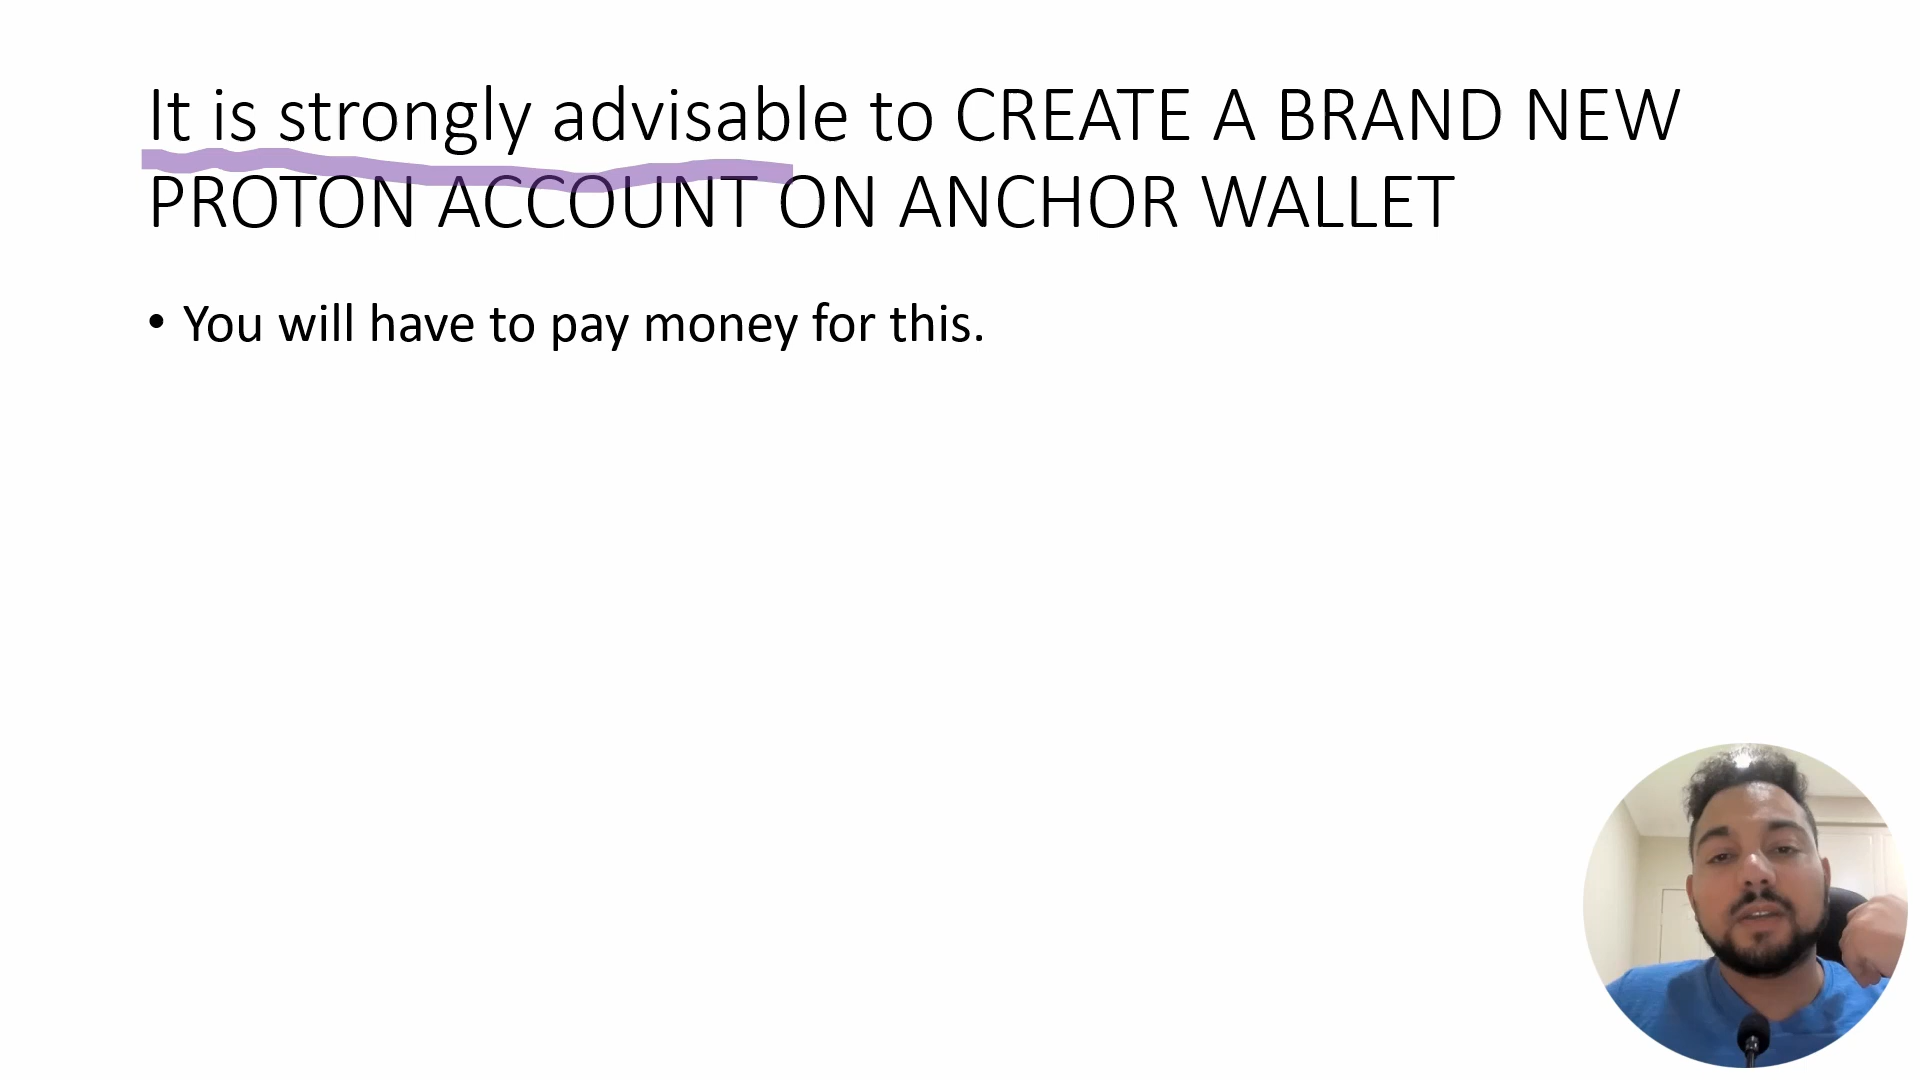 It is strongly advisable to CREATE A BRAND NEW
PROTON ACCOUNT ON ANCHOR WALLET
• You will have to pay money for this.